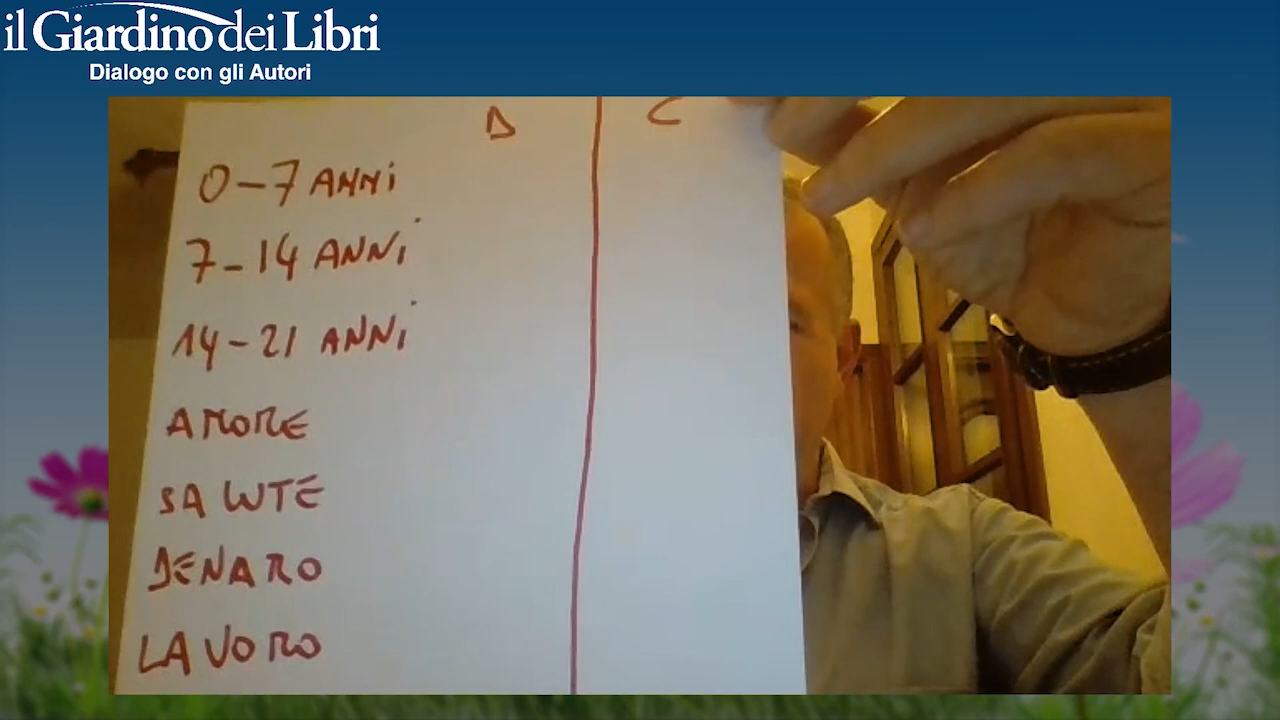 il Giardino dei Libri
Dialogo con gli Autori
D C
0-7 ANNi
7-14 ANNi
14-21 ANNi
AMORE
SALUTE
DENARO
LAVORO